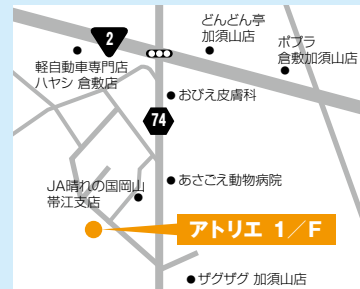 どんどん亭
加須山店
2
ポプラ
倉敷加須山店
軽自動車専門店
ハヤシ 倉敷店
おびえ皮膚科
74
あさごえ動物病院
JA晴れの国岡山
帯江支店
アトリエ 1/F
ザグザグ 加須山店